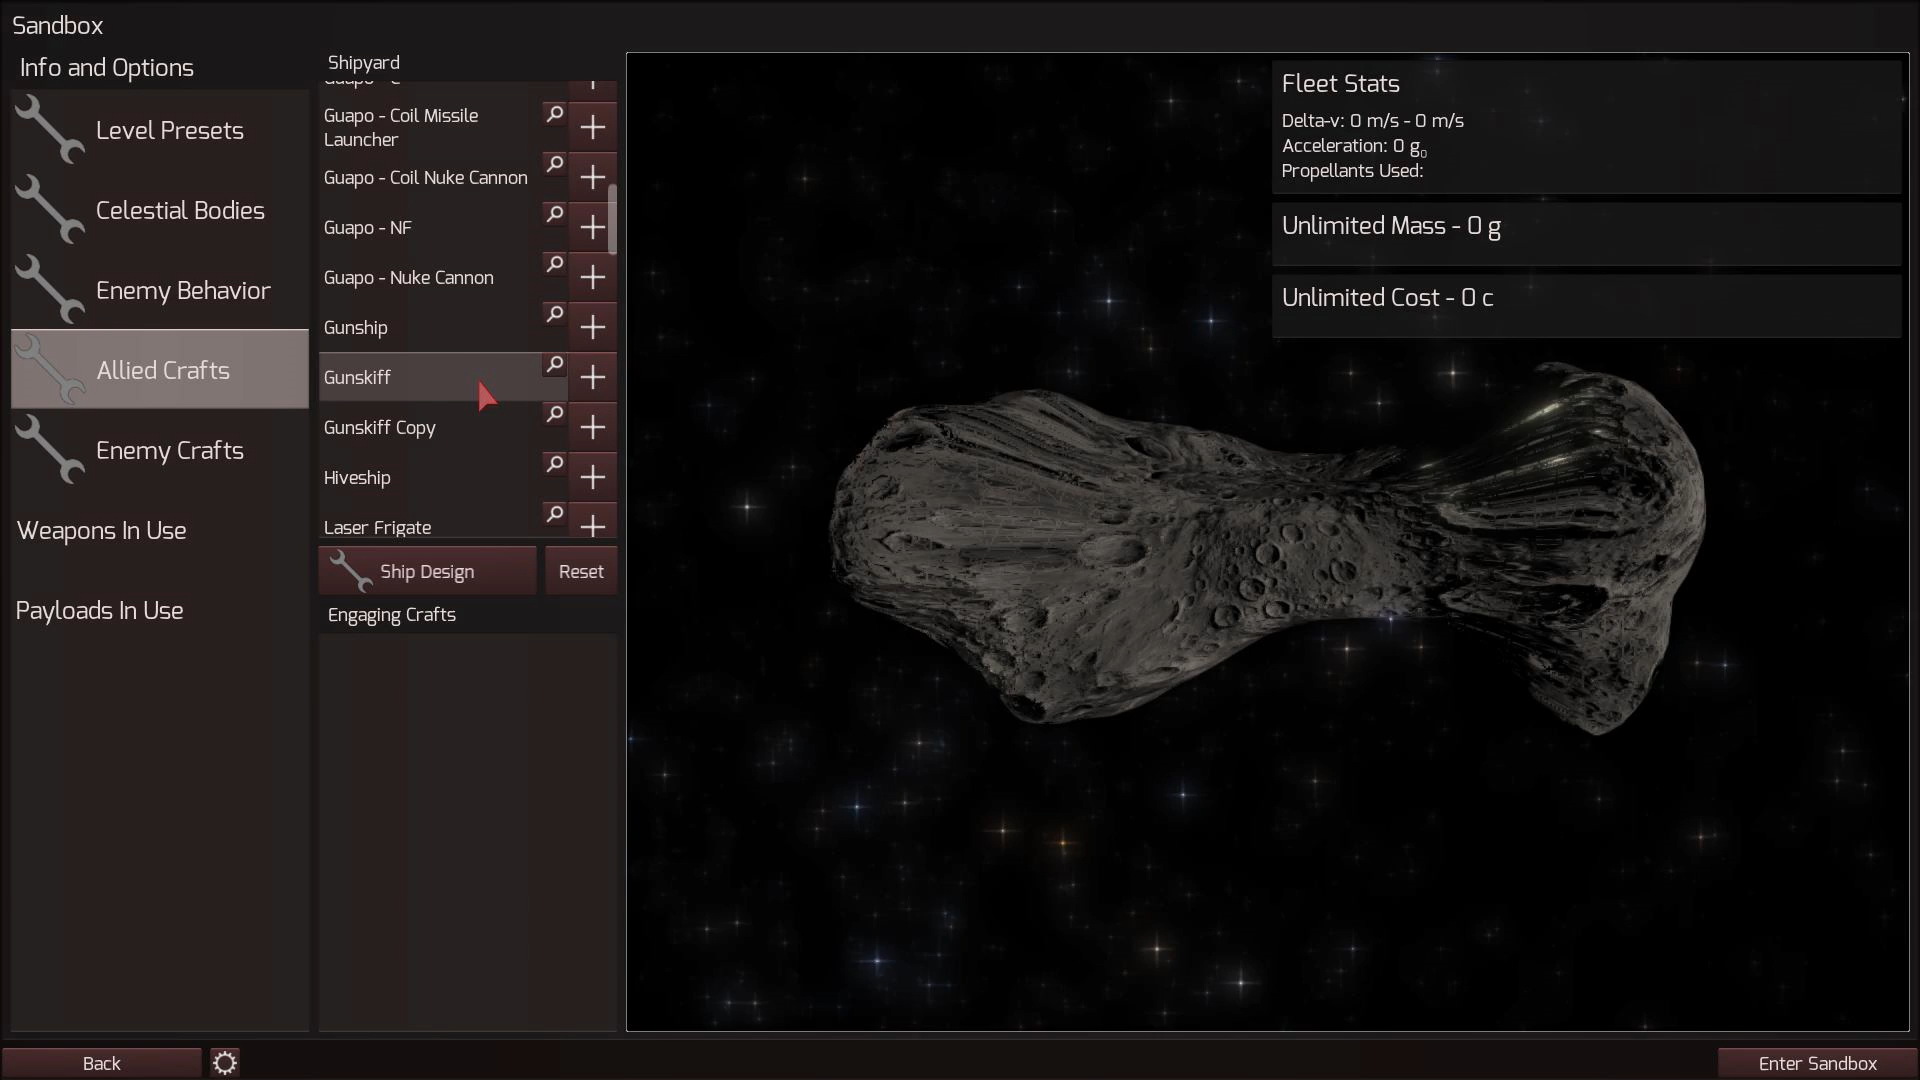 Sandbox
Info and Options
Level Presets
Celestial Bodies
Enemy Behavior
Allied Crafts
Enemy Crafts
Weapons In Use
Payloads In Use
Shipyard
Guapo - Coil Missile
Launcher
Guapo - Coil Nuke Cannon
Guapo - NF
Guapo - Nuke Cannon
Gunship
Gunskiff
Gunskiff Copy
Hiveship
Laser Frigate
Ship Design
Reset
Engaging Crafts
Fleet Stats
Delta-v: 0 m/s - 0 m/s
Acceleration: 0 g₀
Propellants Used:
Unlimited Mass - 0 g
Unlimited Cost - 0 c
Back
Enter Sandbox